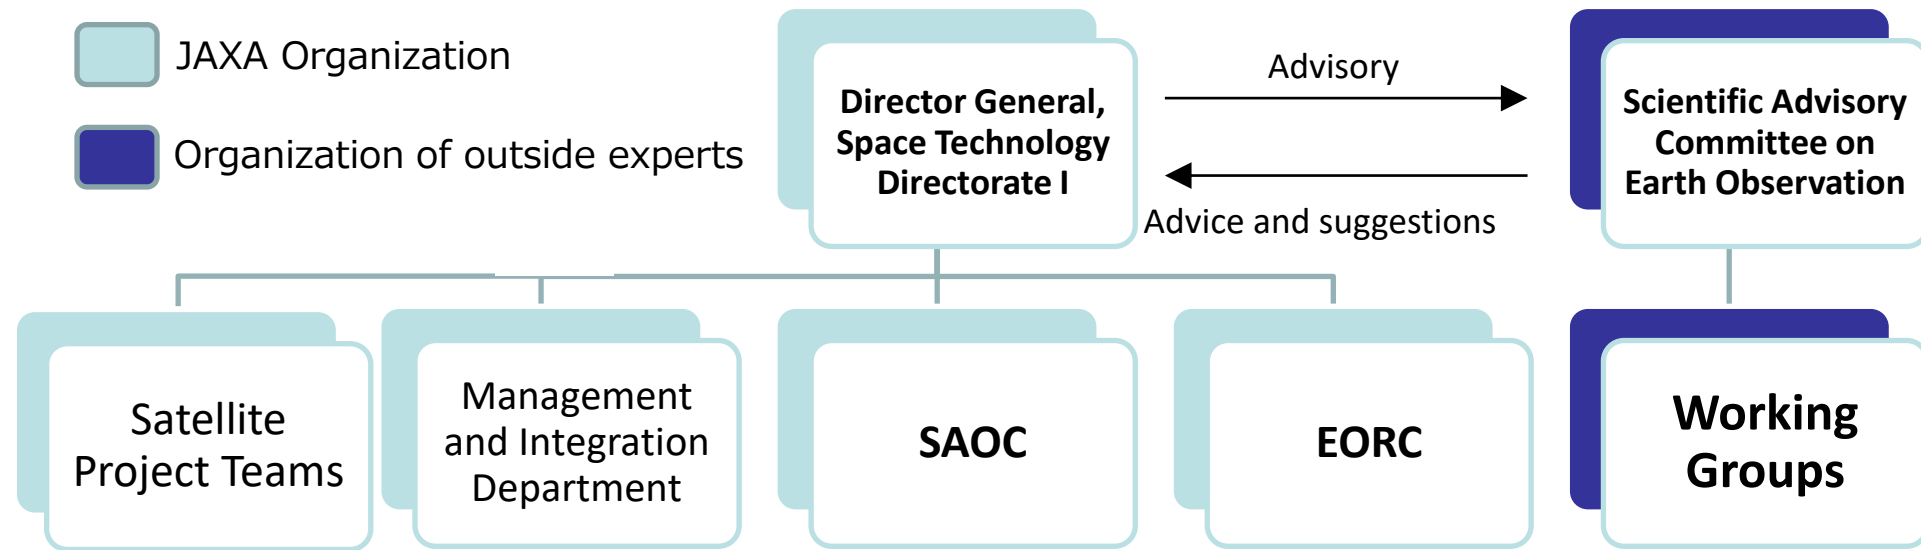 JAXA Organization
Organization of outside experts
Director General,
Space Technology
Directorate I
Advisory
Advice and suggestions
Scientific Advisory
Committee on
Earth Observation
Satellite
Project Teams
Management
and Integration
Department
SAOC
EORC
Working
Groups